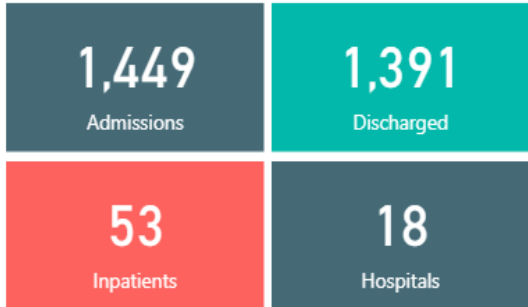 1,449
Admissions
1,391
Discharged
53
Inpatients
18
Hospitals